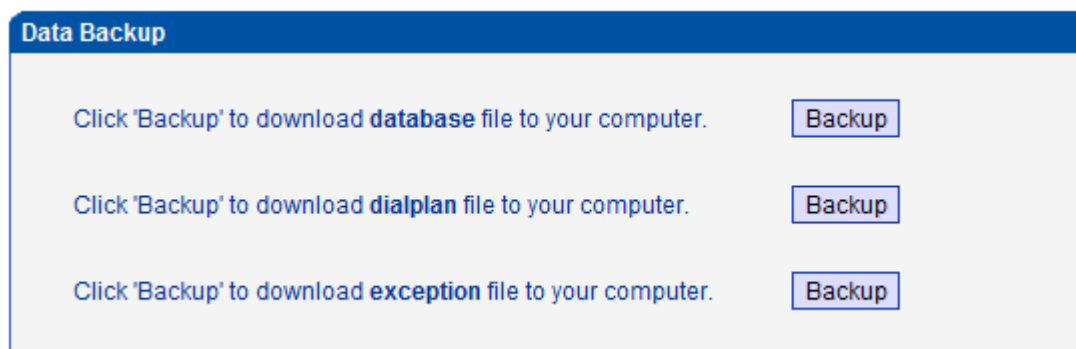 Data Backup
Click 'Backup' to download database file to your computer. Backup
Click 'Backup' to download dialplan file to your computer. Backup
Click 'Backup' to download exception file to your computer. Backup